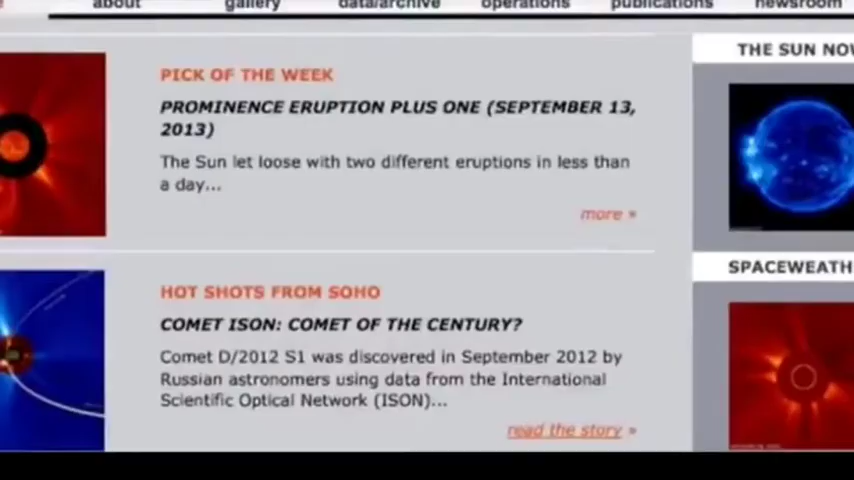 about gallery data/archive operations publications newsroom
PICK OF THE WEEK
PROMINENCE ERUPTION PLUS ONE (SEPTEMBER 13,
2013)
The Sun let loose with two different eruptions in less than
a day...
more »
HOT SHOTS FROM SOHO
COMET ISON: COMET OF THE CENTURY?
Comet D/2012 S1 was discovered in September 2012 by
Russian astronomers using data from the International
Scientific Optical Network (ISON)...
read the story »
THE SUN NOW
SPACEWEATH